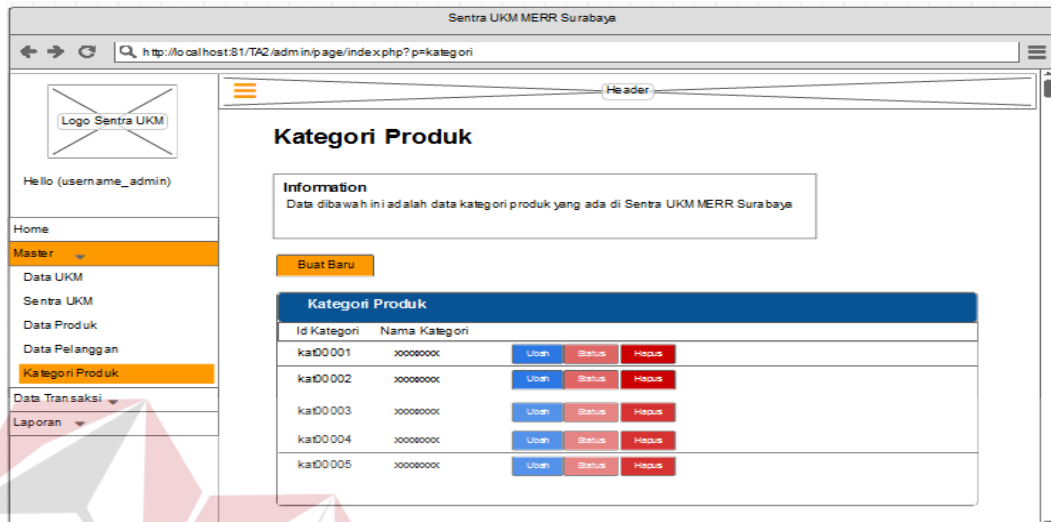 Sentra UKM MERR Surabaya
http://localhost:81/TA2/admin/page/index.php?p=kategori
Logo Sentra UKM
Header
Hello (username_admin)
Home
Master
Data UKM
Sentra UKM
Data Produk
Data Pelanggan
Kategori Produk
Data Transaksi
Laporan
Kategori Produk
Information
Data dibawah ini adalah data kategori produk yang ada di Sentra UKM MERR Surabaya
Buat Baru
Kategori Produk
Id Kategori Nama Kategori
kat00001 xxxxxxxx Ubah Status Hapus
kat00002 xxxxxxxx Ubah Status Hapus
kat00003 xxxxxxxx Ubah Status Hapus
kat00004 xxxxxxxx Ubah Status Hapus
kat00005 xxxxxxxx Ubah Status Hapus